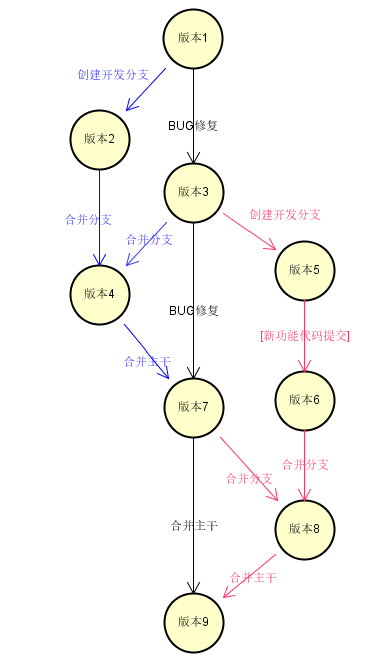 版本1
创建开发分支
BUG修复
版本2
版本3
合并分支
创建开发分支
合并分支
版本5
版本4
BUG修复
[新功能代码提交]
合并主干
版本7
版本6
合并分支
合并分支
合并主干
版本8
合并主干
版本9